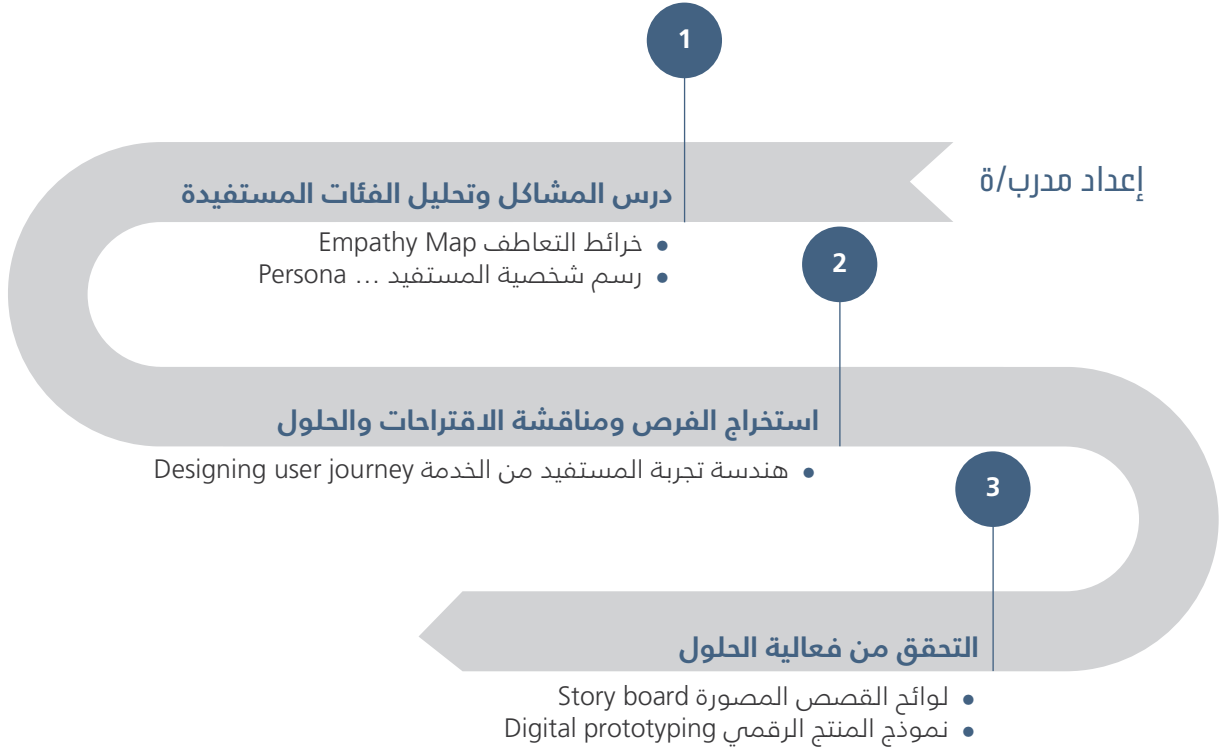 إعداد مدرب/ة
1
درس المشاكل وتحليل الفئات المستفيدة
• خرائط التعاطف Empathy Map
• رسم شخصية المستفيد ... Persona
2
استخراج الفرص ومناقشة الاقتراحات والحلول
• هندسة تجربة المستفيد من الخدمة Designing user journey
3
التحقق من فعالية الحلول
• لوائح القصص المصورة Story board
• نموذج المنتج الرقمي Digital prototyping